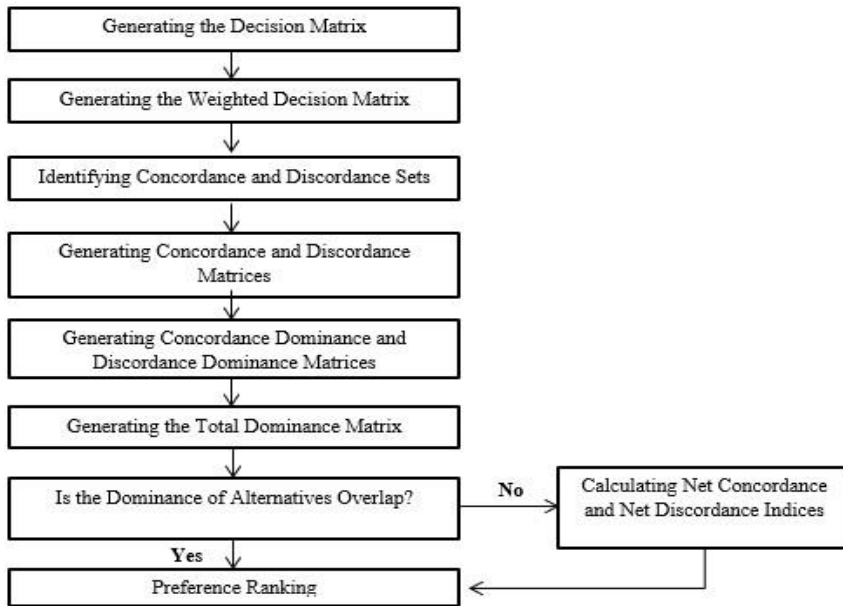 Generating the Decision Matrix
Generating the Weighted Decision Matrix
Identifying Concordance and Discordance Sets
Generating Concordance and Discordance
Matrices
Generating Concordance Dominance and
Discordance Dominance Matrices
Generating the Total Dominance Matrix
Is the Dominance of Alternatives Overlap?
No
Calculating Net Concordance
and Net Discordance Indices
Yes
Preference Ranking